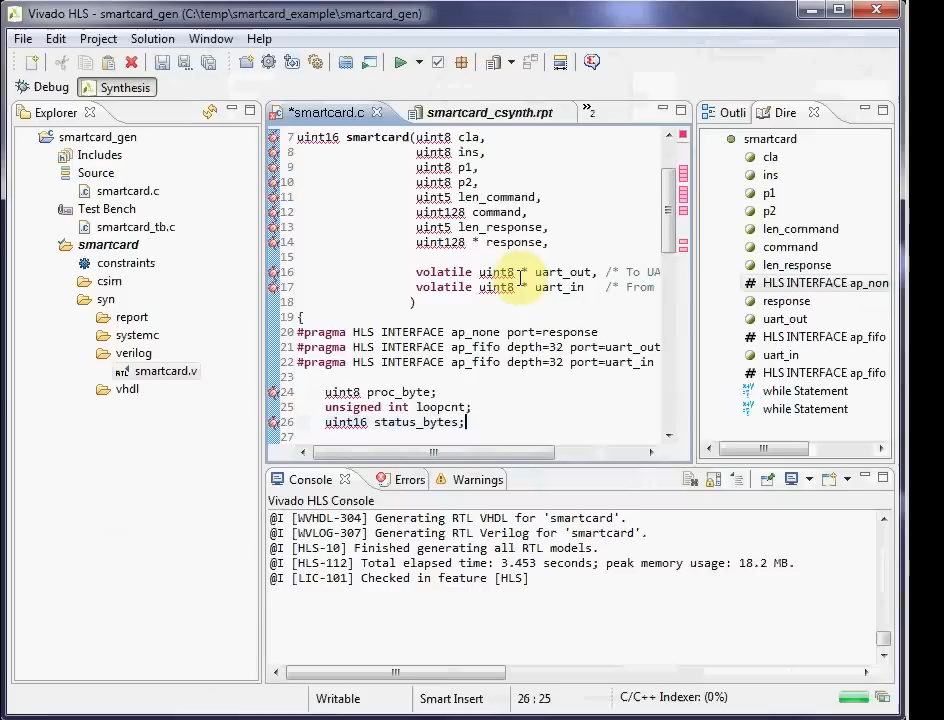 Vivado HLS - smartcard_gen (C:\temp\smartcard_example\smartcard_gen)
File Edit Project Solution Window Help
Debug Synthesis
Explorer
smartcard_gen
Includes
Source
smartcard.c
Test Bench
smartcard_tb.c
smartcard
constraints
csim
syn
report
systemc
verilog
smartcard.v
vhdl
*smartcard.c smartcard_csynth.rpt »2
7 uint16 smartcard(uint8 cla,
8 uint8 ins,
9 uint8 p1,
10 uint8 p2,
11 uint5 len_command,
12 uint128 command,
13 uint5 len_response,
14 uint128 * response,
15
16 volatile uint8 * uart_out, /* To UA
17 volatile uint8 * uart_in /* From
18 )
19 {
20 #pragma HLS INTERFACE ap_none port=response
21 #pragma HLS INTERFACE ap_fifo depth=32 port=uart_out
22 #pragma HLS INTERFACE ap_fifo depth=32 port=uart_in
23
24 uint8 proc_byte;
25 unsigned int loopcnt;
26 uint16 status_bytes;
27
Outli Dire
smartcard
cla
ins
p1
p2
len_command
command
len_response
# HLS INTERFACE ap_non
response
uart_out
# HLS INTERFACE ap_fifo
uart_in
# HLS INTERFACE ap_fifo
while Statement
while Statement
Console Errors Warnings
Vivado HLS Console
@I [WVHDL-304] Generating RTL VHDL for 'smartcard'.
@I [WVLOG-307] Generating RTL Verilog for 'smartcard'.
@I [HLS-10] Finished generating all RTL models.
@I [HLS-112] Total elapsed time: 3.453 seconds; peak memory usage: 18.2 MB.
@I [LIC-101] Checked in feature [HLS]
Writable Smart Insert 26 : 25 C/C++ Indexer: (0%)